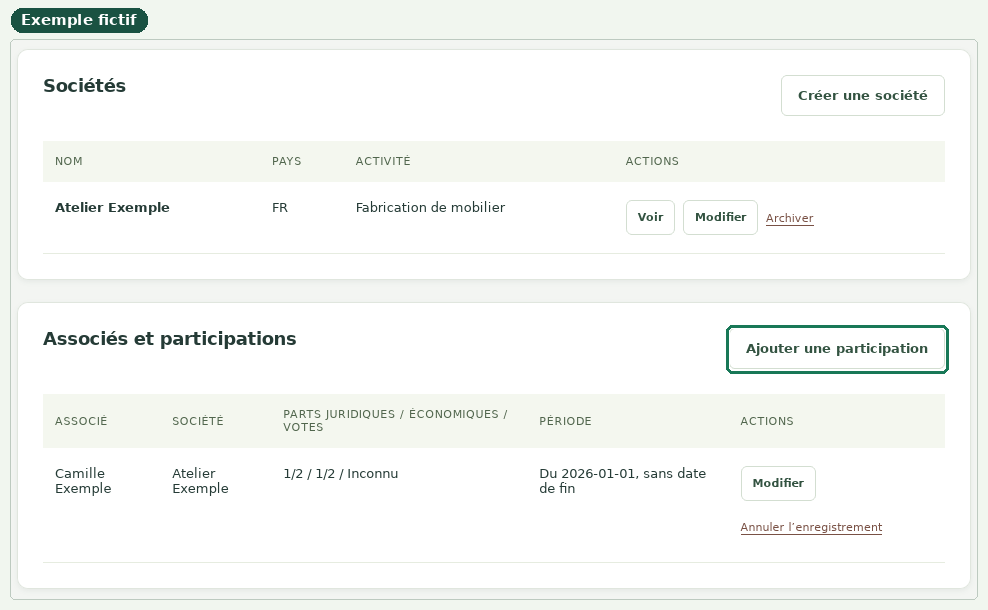 Exemple fictif
Sociétés
Créer une société
NOM PAYS ACTIVITÉ ACTIONS
Atelier Exemple FR Fabrication de mobilier Voir Modifier Archiver
Associés et participations
Ajouter une participation
ASSOCIÉ SOCIÉTÉ PARTS JURIDIQUES / ÉCONOMIQUES / VOTES PÉRIODE ACTIONS
Camille Exemple Atelier Exemple 1/2 / 1/2 / Inconnu Du 2026-01-01, sans date de fin Modifier
Annuler l’enregistrement